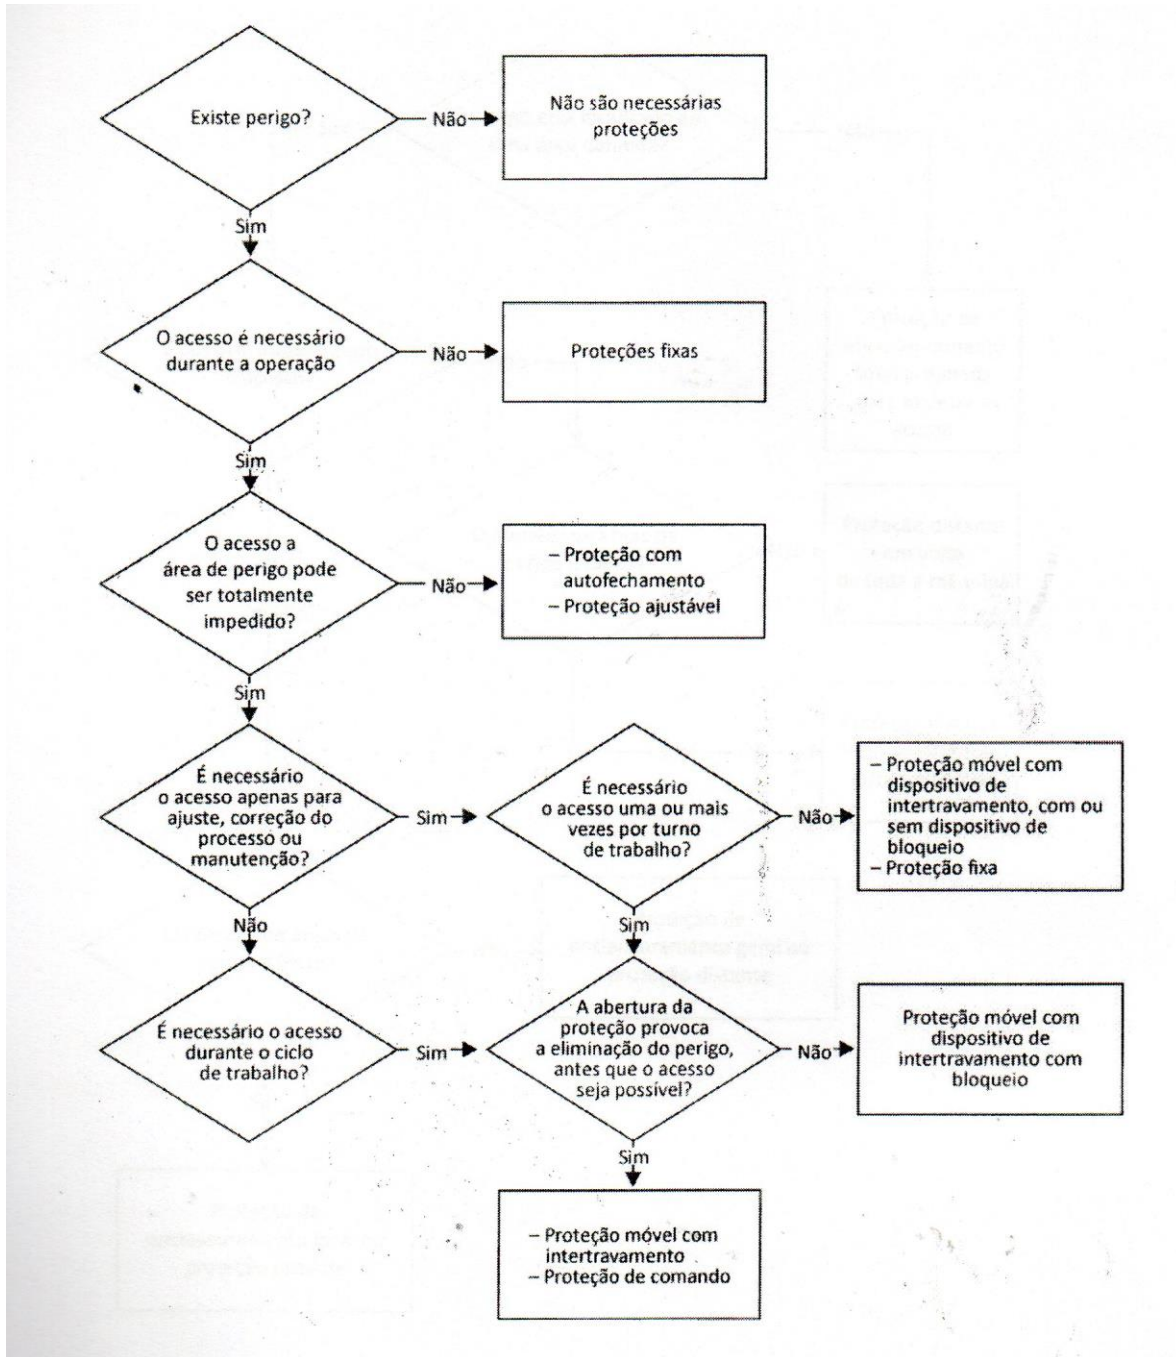 Existe perigo?
Não
Não são necessárias
proteções
Sim
O acesso é necessário
durante a operação
Não
Proteções fixas
Sim
O acesso a
área de perigo pode
ser totalmente
impedido?
Não
– Proteção com
autofechamento
– Proteção ajustável
Sim
É necessário
o acesso apenas para
ajuste, correção do
processo ou
manutenção?
Sim
É necessário
o acesso uma ou mais
vezes por turno
de trabalho?
Não
– Proteção móvel com
dispositivo de
intertravamento, com ou
sem dispositivo de
bloqueio
– Proteção fixa
Não
Sim
É necessário o acesso
durante o ciclo
de trabalho?
Sim
A abertura da
proteção provoca
a eliminação do perigo,
antes que o acesso
seja possível?
Não
Proteção móvel com
dispositivo de
intertravamento com
bloqueio
Sim
– Proteção móvel com
intertravamento
– Proteção de comando